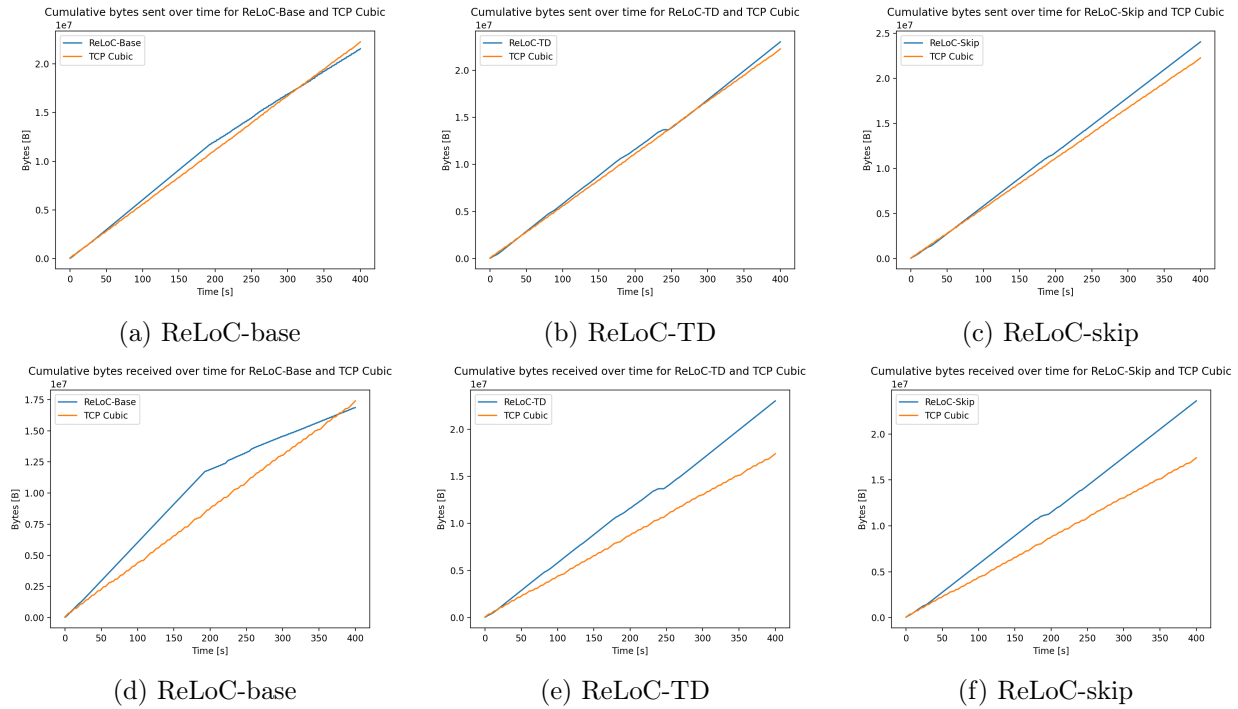 Cumulative bytes sent over time for ReLoC-Base and TCP Cubic
1e7
ReLoC-Base
TCP Cubic
2.0
1.5
1.0
0.5
0.0
Bytes [B]
0 50 100 150 200 250 300 350 400
Time [s]
(a) ReLoC-base
Cumulative bytes sent over time for ReLoC-TD and TCP Cubic
1e7
ReLoC-TD
TCP Cubic
2.0
1.5
1.0
0.5
0.0
Bytes [B]
0 50 100 150 200 250 300 350 400
Time [s]
(b) ReLoC-TD
Cumulative bytes sent over time for ReLoC-Skip and TCP Cubic
1e7
ReLoC-Skip
TCP Cubic
2.5
2.0
1.5
1.0
0.5
0.0
Bytes [B]
0 50 100 150 200 250 300 350 400
Time [s]
(c) ReLoC-skip
Cumulative bytes received over time for ReLoC-Base and TCP Cubic
1e7
ReLoC-Base
TCP Cubic
1.75
1.50
1.25
1.00
0.75
0.50
0.25
0.00
Bytes [B]
0 50 100 150 200 250 300 350 400
Time [s]
(d) ReLoC-base
Cumulative bytes received over time for ReLoC-TD and TCP Cubic
1e7
ReLoC-TD
TCP Cubic
2.0
1.5
1.0
0.5
0.0
Bytes [B]
0 50 100 150 200 250 300 350 400
Time [s]
(e) ReLoC-TD
Cumulative bytes received over time for ReLoC-Skip and TCP Cubic
1e7
ReLoC-Skip
TCP Cubic
2.0
1.5
1.0
0.5
0.0
Bytes [B]
0 50 100 150 200 250 300 350 400
Time [s]
(f) ReLoC-skip